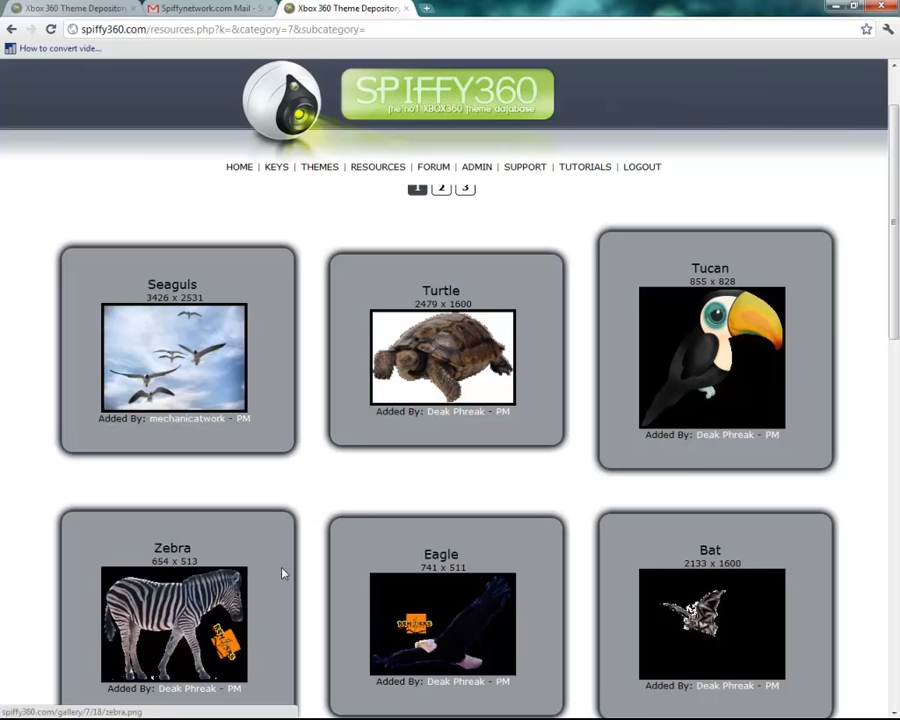 Xbox 360 Theme Depository
Spiffynetwork.com Mail - S
Xbox 360 Theme Depository
spiffy360.com/resources.php?k=&category=7&subcategory=
How to convert vide...
SPIFFY360
the no1 XBOX360 theme database
HOME | KEYS | THEMES | RESOURCES | FORUM | ADMIN | SUPPORT | TUTORIALS | LOGOUT
1 2 3
Seaguls
3426 x 2531
Added By: mechanicatwork - PM
Turtle
2479 x 1600
Added By: Deak Phreak - PM
Tucan
855 x 828
Added By: Deak Phreak - PM
Zebra
654 x 513
Added By: Deak Phreak - PM
Eagle
741 x 511
Added By: Deak Phreak - PM
Bat
2133 x 1600
Added By: Deak Phreak - PM
spiffy360.com/gallery/7/18/zebra.png